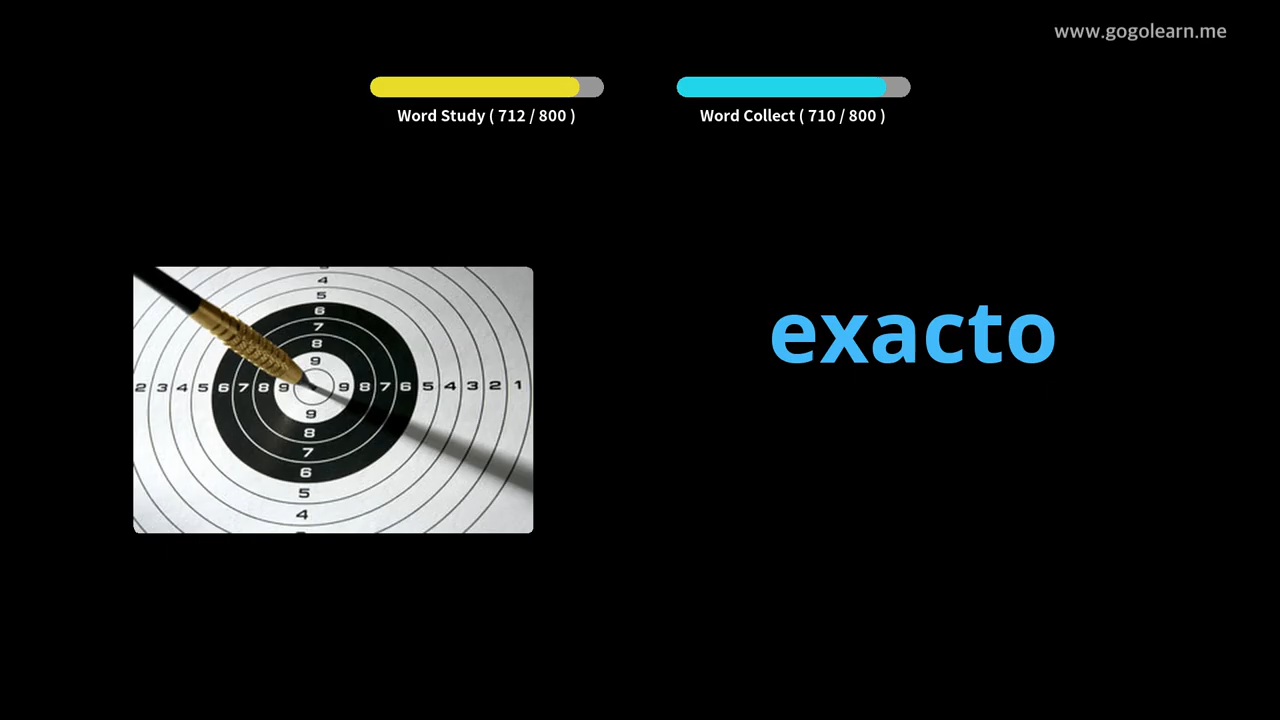 www.gogolearn.me
Word Study ( 712 / 800 )
Word Collect ( 710 / 800 )
exacto
4
5
6
7
8
9
2 3 4 5 6 7 8 9 9 8 7 6 5 4 3 2 1
9
8
7
6
5
4